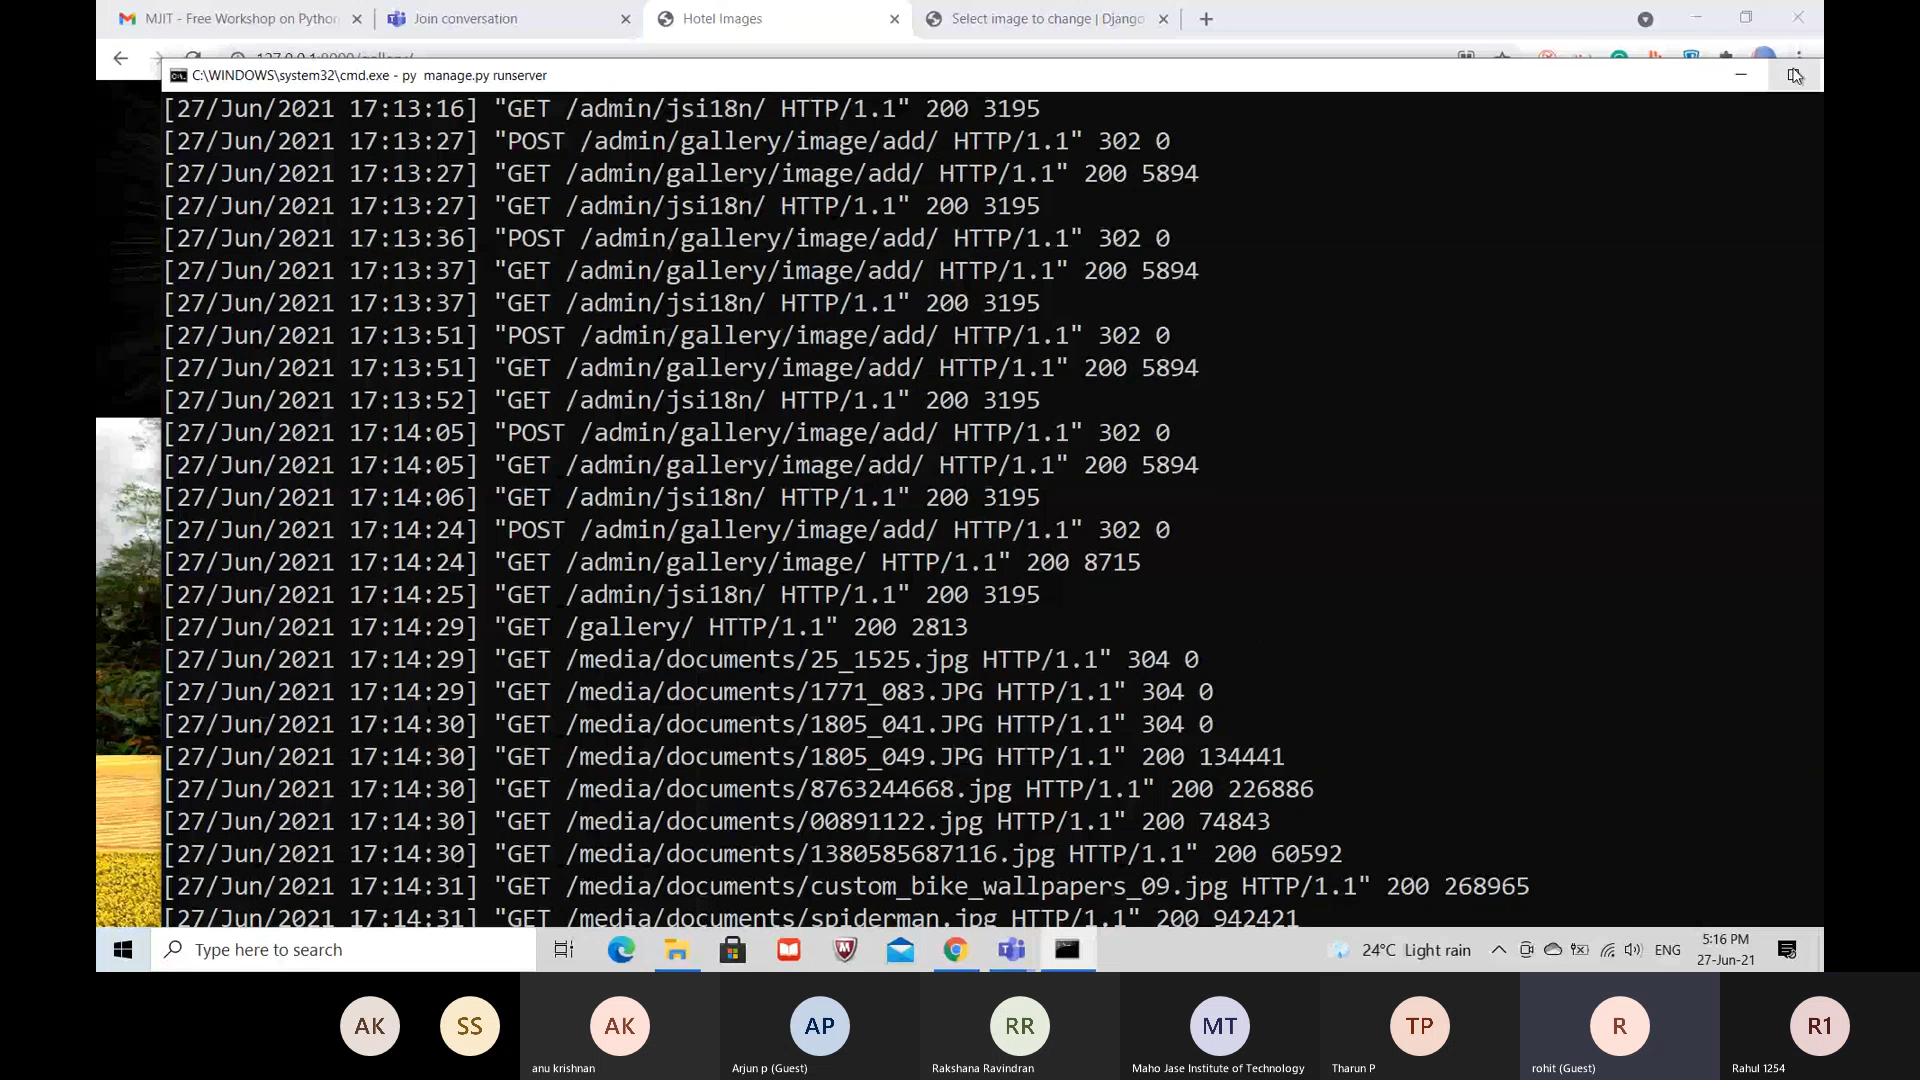 MJIT - Free Workshop on Python
Join conversation
Hotel Images
Select image to change | Django
127.0.0.1:8000/gallery/
C:\WINDOWS\system32\cmd.exe - py manage.py runserver
[27/Jun/2021 17:13:16] "GET /admin/jsi18n/ HTTP/1.1" 200 3195
[27/Jun/2021 17:13:27] "POST /admin/gallery/image/add/ HTTP/1.1" 302 0
[27/Jun/2021 17:13:27] "GET /admin/gallery/image/add/ HTTP/1.1" 200 5894
[27/Jun/2021 17:13:27] "GET /admin/jsi18n/ HTTP/1.1" 200 3195
[27/Jun/2021 17:13:36] "POST /admin/gallery/image/add/ HTTP/1.1" 302 0
[27/Jun/2021 17:13:37] "GET /admin/gallery/image/add/ HTTP/1.1" 200 5894
[27/Jun/2021 17:13:37] "GET /admin/jsi18n/ HTTP/1.1" 200 3195
[27/Jun/2021 17:13:51] "POST /admin/gallery/image/add/ HTTP/1.1" 302 0
[27/Jun/2021 17:13:51] "GET /admin/gallery/image/add/ HTTP/1.1" 200 5894
[27/Jun/2021 17:13:52] "GET /admin/jsi18n/ HTTP/1.1" 200 3195
[27/Jun/2021 17:14:05] "POST /admin/gallery/image/add/ HTTP/1.1" 302 0
[27/Jun/2021 17:14:05] "GET /admin/gallery/image/add/ HTTP/1.1" 200 5894
[27/Jun/2021 17:14:06] "GET /admin/jsi18n/ HTTP/1.1" 200 3195
[27/Jun/2021 17:14:24] "POST /admin/gallery/image/add/ HTTP/1.1" 302 0
[27/Jun/2021 17:14:24] "GET /admin/gallery/image/ HTTP/1.1" 200 8715
[27/Jun/2021 17:14:25] "GET /admin/jsi18n/ HTTP/1.1" 200 3195
[27/Jun/2021 17:14:29] "GET /gallery/ HTTP/1.1" 200 2813
[27/Jun/2021 17:14:29] "GET /media/documents/25_1525.jpg HTTP/1.1" 304 0
[27/Jun/2021 17:14:29] "GET /media/documents/1771_083.JPG HTTP/1.1" 304 0
[27/Jun/2021 17:14:30] "GET /media/documents/1805_041.JPG HTTP/1.1" 304 0
[27/Jun/2021 17:14:30] "GET /media/documents/1805_049.JPG HTTP/1.1" 200 134441
[27/Jun/2021 17:14:30] "GET /media/documents/8763244668.jpg HTTP/1.1" 200 226886
[27/Jun/2021 17:14:30] "GET /media/documents/00891122.jpg HTTP/1.1" 200 74843
[27/Jun/2021 17:14:30] "GET /media/documents/1380585687116.jpg HTTP/1.1" 200 60592
[27/Jun/2021 17:14:31] "GET /media/documents/custom_bike_wallpapers_09.jpg HTTP/1.1" 200 268965
[27/Jun/2021 17:14:31] "GET /media/documents/spiderman.jpg HTTP/1.1" 200 942421
Type here to search
24°C Light rain
ENG
5:16 PM
27-Jun-21
AK
SS
AK
AP
RR
MT
TP
R
R1
anu krishnan
Arjun p (Guest)
Rakshana Ravindran
Maho Jase Institute of Technology
Tharun P
rohit (Guest)
Rahul 1254